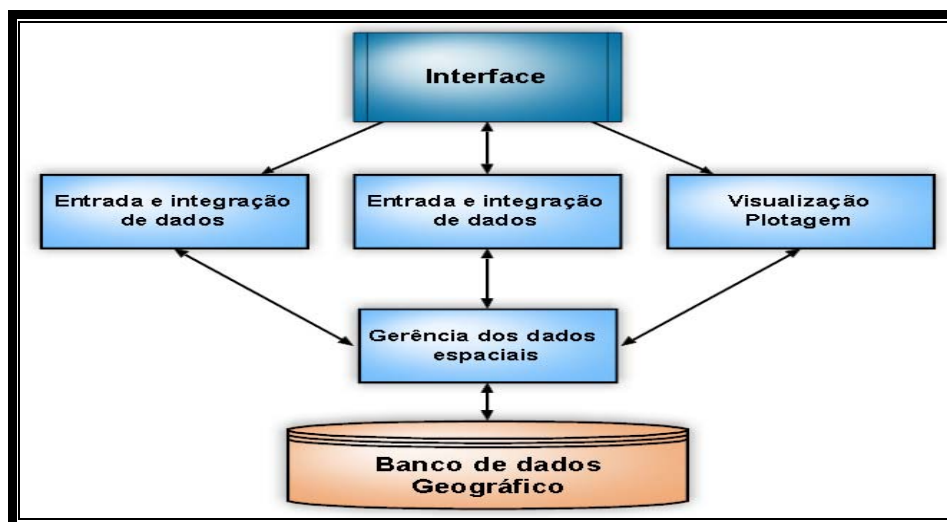 Interface
Entrada e integração
de dados
Entrada e integração
de dados
Visualização
Plotagem
Gerência dos dados
espaciais
Banco de dados
Geográfico